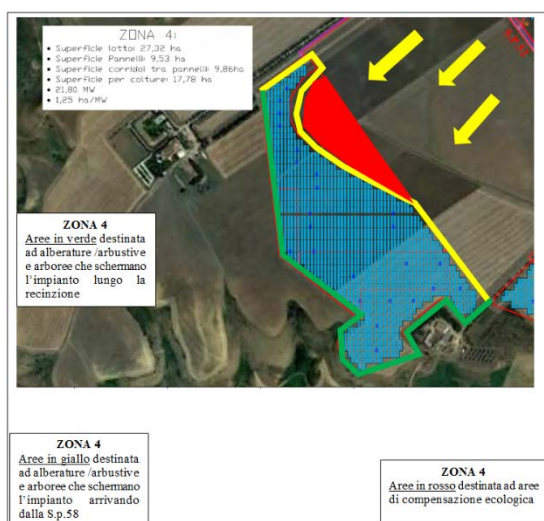 ZONA 4:
• Superficie lotto: 27,32 ha
• Superficie Pannelli: 9,53 ha
• Superficie corridoi tra pannelli: 9,86ha
• Superficie per colture: 17,78 ha
• 21,80 MW
• 1,25 ha/MW
ZONA 4
Aree in verde destinata
ad alberature /arbustive
e arboree che schermano
l'impianto lungo la
recinzione
ZONA 4
Aree in giallo destinata
ad alberature /arbustive
e arboree che schermano
l'impianto arrivando
dalla S.p.58
ZONA 4
Aree in rosso destinata ad aree
di compensazione ecologica